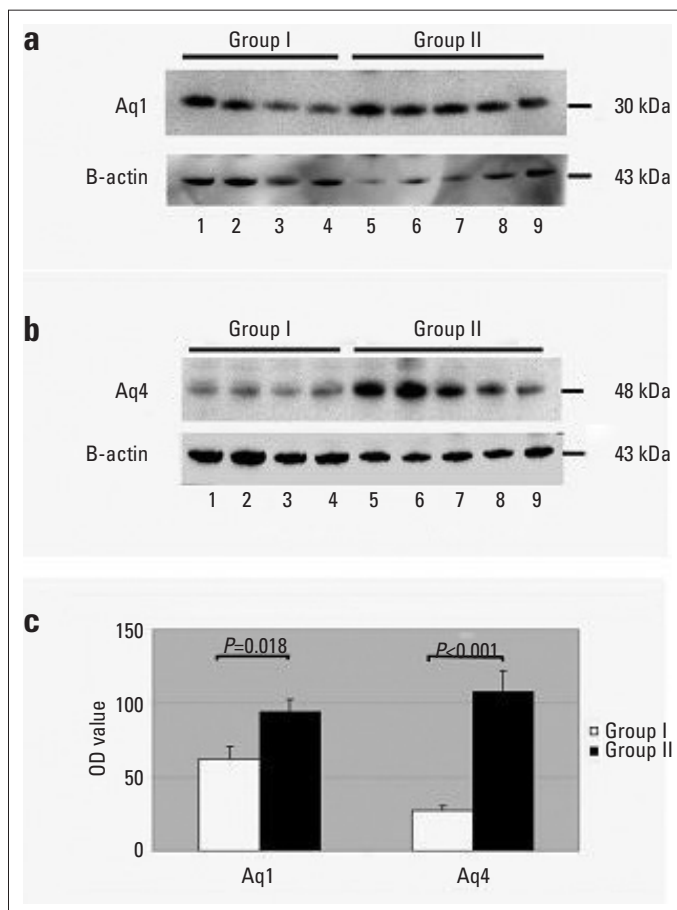 a
Group I Group II
Aq1 30 kDa
B-actin 43 kDa
1 2 3 4 5 6 7 8 9
b
Group I Group II
Aq4 48 kDa
B-actin 43 kDa
1 2 3 4 5 6 7 8 9
c
150
P=0.018 P<0.001
100
OD value
Group I
Group II
50
0
Aq1 Aq4